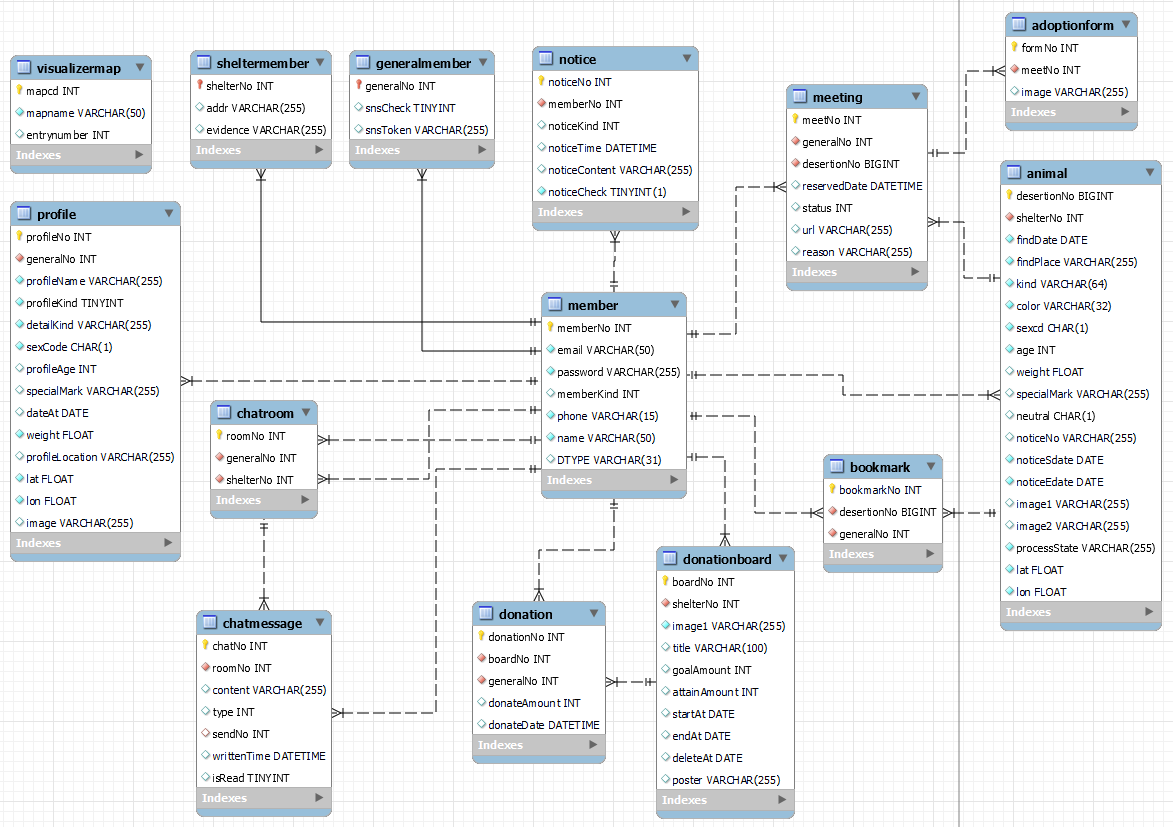 visualizermap
mapcd INT
mapname VARCHAR(50)
entrynumber INT
Indexes
sheltermember
shelterNo INT
addr VARCHAR(255)
evidence VARCHAR(255)
Indexes
generalmember
generalNo INT
snsCheck TINYINT
snsToken VARCHAR(255)
Indexes
notice
noticeNo INT
memberNo INT
noticeKind INT
noticeTime DATETIME
noticeContent VARCHAR(255)
noticeCheck TINYINT(1)
Indexes
meeting
meetNo INT
generalNo INT
desertionNo BIGINT
reservedDate DATETIME
status INT
url VARCHAR(255)
reason VARCHAR(255)
Indexes
adoptionform
formNo INT
meetNo INT
image VARCHAR(255)
Indexes
profile
profileNo INT
generalNo INT
profileName VARCHAR(255)
profileKind TINYINT
detailKind VARCHAR(255)
sexCode CHAR(1)
profileAge INT
specialMark VARCHAR(255)
dateAt DATE
weight FLOAT
profileLocation VARCHAR(255)
lat FLOAT
lon FLOAT
image VARCHAR(255)
Indexes
member
memberNo INT
email VARCHAR(50)
password VARCHAR(255)
memberKind INT
phone VARCHAR(15)
name VARCHAR(50)
DTYPE VARCHAR(31)
Indexes
animal
desertionNo BIGINT
shelterNo INT
findDate DATE
findPlace VARCHAR(255)
kind VARCHAR(64)
color VARCHAR(32)
sexcd CHAR(1)
age INT
weight FLOAT
specialMark VARCHAR(255)
neutral CHAR(1)
noticeNo VARCHAR(255)
noticeSdate DATE
noticeEdate DATE
image1 VARCHAR(255)
image2 VARCHAR(255)
processState VARCHAR(255)
lat FLOAT
lon FLOAT
Indexes
chatroom
roomNo INT
generalNo INT
shelterNo INT
Indexes
bookmark
bookmarkNo INT
desertionNo BIGINT
generalNo INT
Indexes
chatmessage
chatNo INT
roomNo INT
content VARCHAR(255)
type INT
sendNo INT
writtenTime DATETIME
isRead TINYINT
Indexes
donation
donationNo INT
boardNo INT
generalNo INT
donateAmount INT
donateDate DATETIME
Indexes
donationboard
boardNo INT
shelterNo INT
image1 VARCHAR(255)
title VARCHAR(100)
goalAmount INT
attainAmount INT
startAt DATE
endAt DATE
deleteAt DATE
poster VARCHAR(255)
Indexes